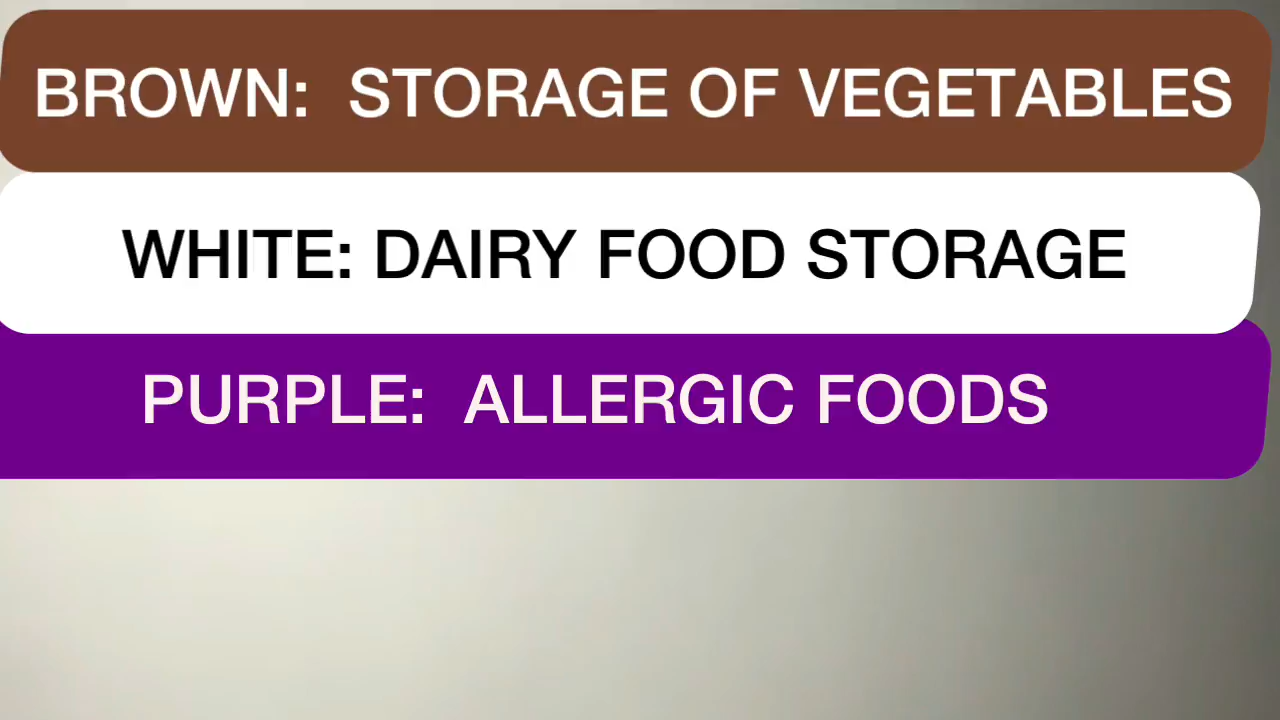 BROWN: STORAGE OF VEGETABLES
WHITE: DAIRY FOOD STORAGE
PURPLE: ALLERGIC FOODS